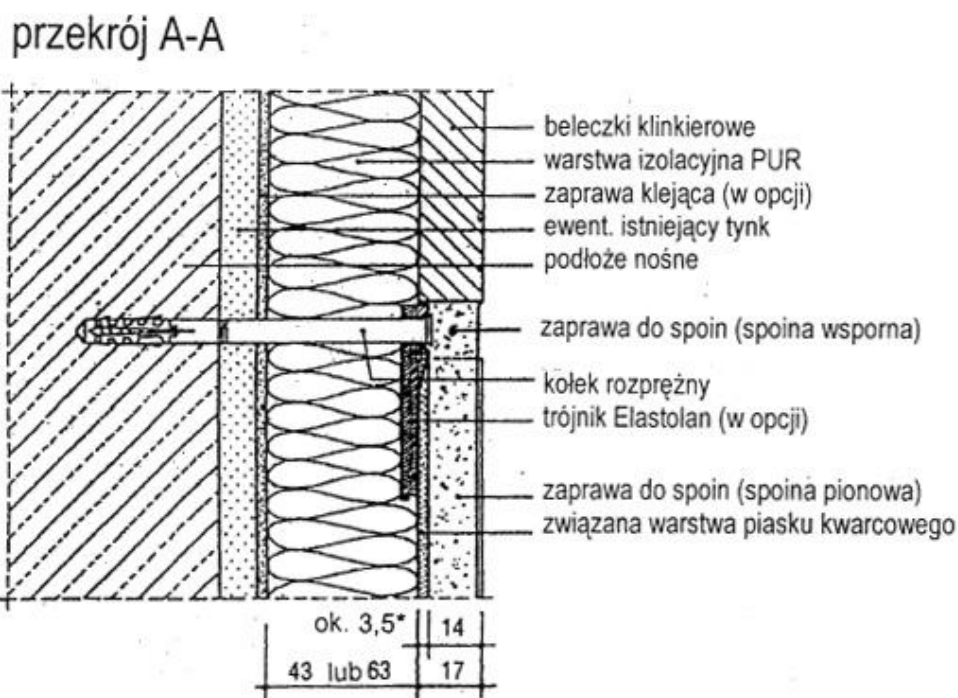 przekrój A-A
beleczki klinkierowe
warstwa izolacyjna PUR
zaprawa klejąca (w opcji)
ewent. istniejący tynk
podłoże nośne
zaprawa do spoin (spoina wsporna)
kołek rozprężny
trójnik Elastolan (w opcji)
zaprawa do spoin (spoina pionowa)
związana warstwa piasku kwarcowego
ok. 3,5* 14
43 lub 63 17